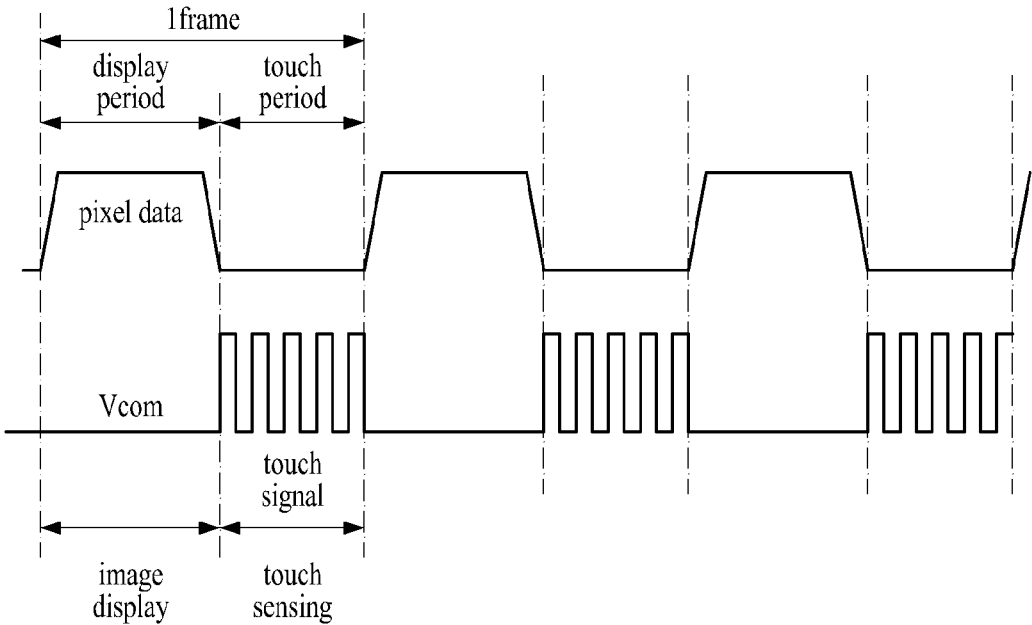 1frame
display
period
touch
period
pixel data
Vcom
touch
signal
image
display
touch
sensing